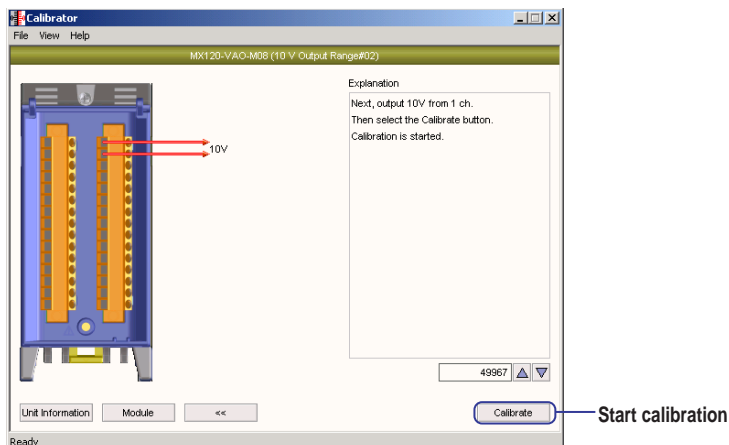 Calibrator
File View Help
MX120-VAO-M08 (10 V Output Range#02)
10V
Explanation
Next, output 10V from 1 ch.
Then select the Calibrate button.
Calibration is started.
49967
Unit Information
Module
<<
Calibrate
Start calibration
Ready